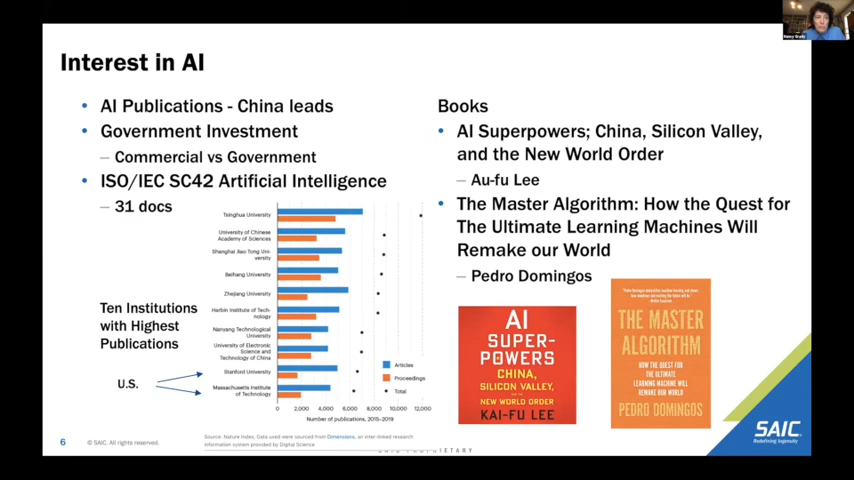 Interest in AI
• AI Publications - China leads
• Government Investment
– Commercial vs Government
• ISO/IEC SC42 Artificial Intelligence
– 31 docs
Tsinghua University
University of Chinese
Academy of Sciences
Shanghai Jiao Tong Uni-
versity
Beihang University
Zhejiang University
Harbin Institute of Tech-
nology
Nanyang Technological
University
University of Electronic
Science and
Technology of China
Stanford University
Massachusetts Institute
of Technology
Articles
Proceedings
Total
0 2,000 4,000 6,000 8,000 10,000 12,000
Number of publications, 2015–2019
Ten Institutions
with Highest
Publications
U.S.
Books
• AI Superpowers; China, Silicon Valley,
and the New World Order
– Au-fu Lee
• The Master Algorithm: How the Quest for
The Ultimate Learning Machines Will
Remake our World
– Pedro Domingos
AI
SUPER-
POWERS
CHINA,
SILICON VALLEY,
AND THE
NEW WORLD ORDER
KAI-FU LEE
THE MASTER
ALGORITHM
HOW THE QUEST FOR
THE ULTIMATE
LEARNING MACHINE WILL
REMAKE OUR WORLD
PEDRO DOMINGOS
6
© SAIC. All rights reserved.
Source: Nature Index, Data used were sourced from Dimensions, an inter-linked research
information system provided by Digital Science
PROPRIETARY
SAIC
Redefining Ingenuity